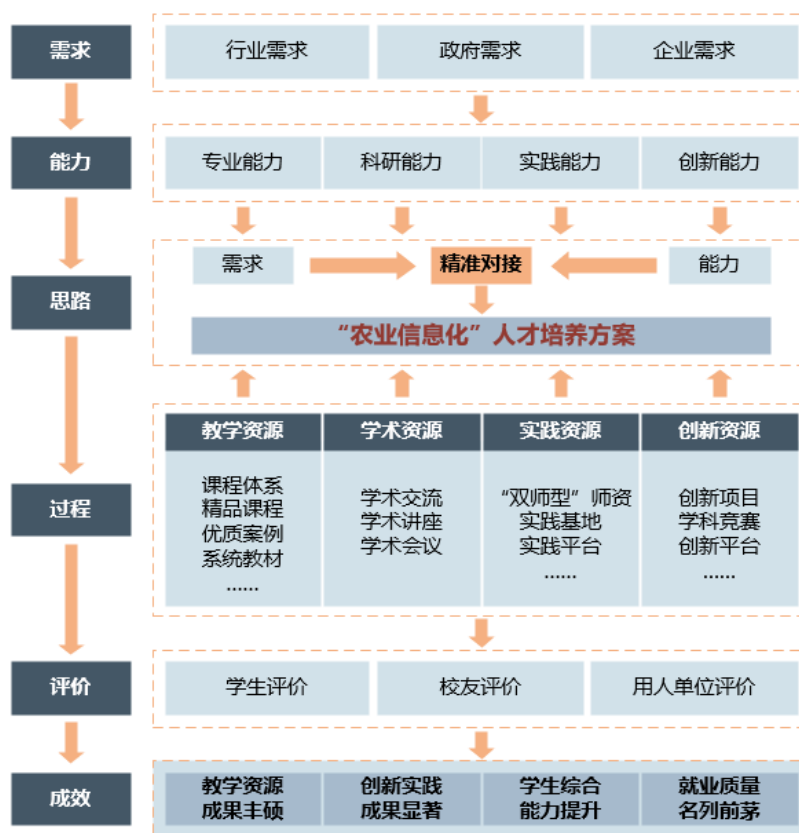 需求
行业需求
政府需求
企业需求
能力
专业能力
科研能力
实践能力
创新能力
思路
需求
精准对接
能力
“农业信息化”人才培养方案
过程
教学资源
课程体系
精品课程
优质案例
系统教材
……
学术资源
学术交流
学术讲座
学术会议
实践资源
“双师型”师资
实践基地
实践平台
……
创新资源
创新项目
学科竞赛
创新平台
……
评价
学生评价
校友评价
用人单位评价
成效
教学资源
成果丰硕
创新实践
成果显著
学生综合
能力提升
就业质量
名列前茅